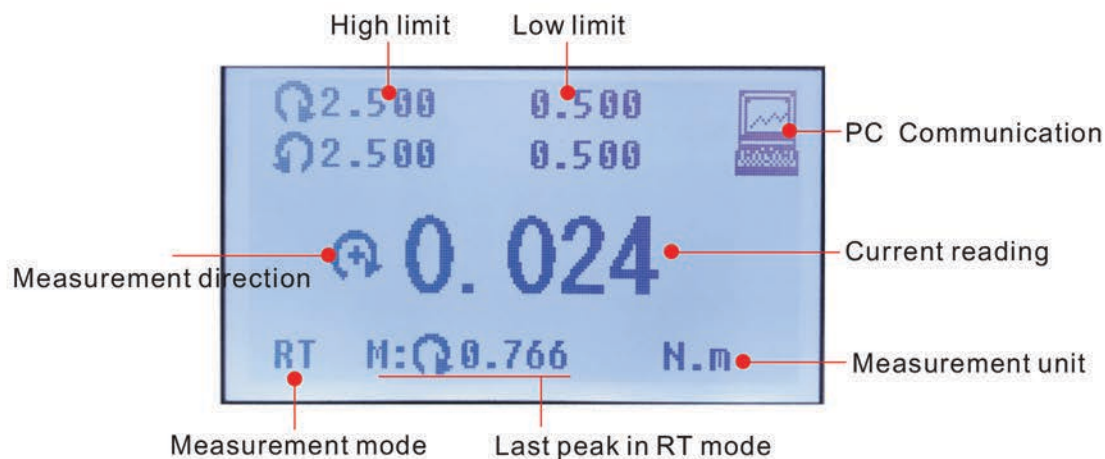 High limit Low limit
2.500 0.500
PC Communication
2.500 0.500
0.024
Current reading
Measurement direction
RT M: 0.766 N.m
Measurement unit
Measurement mode Last peak in RT mode